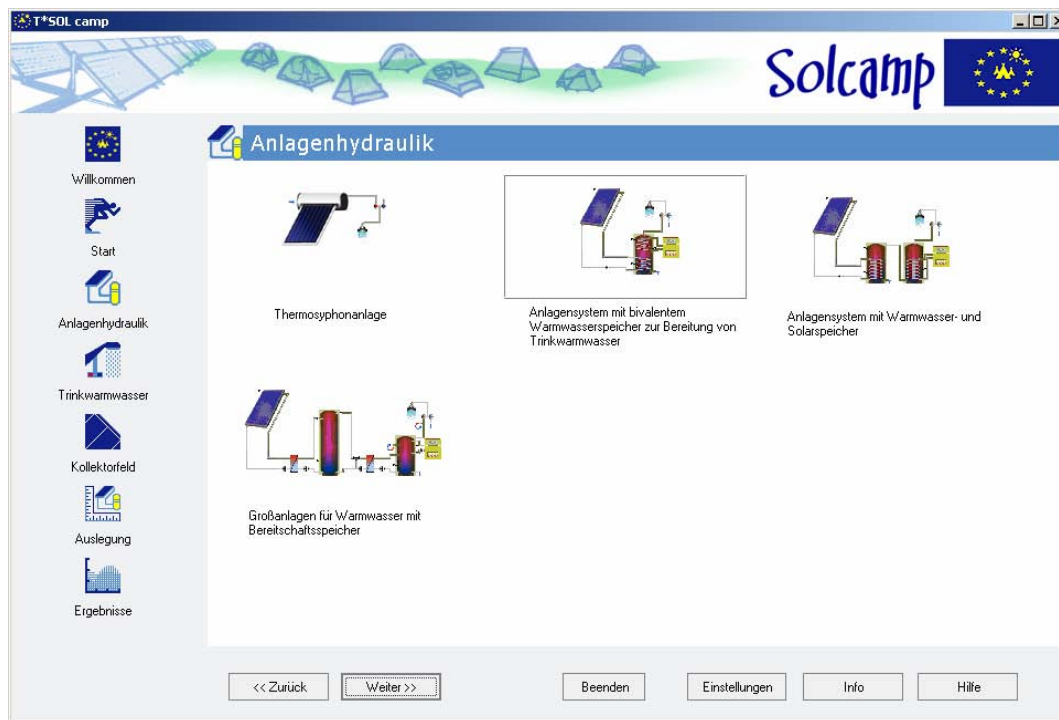 T*SOL camp
Solcamp
Willkommen
Start
Anlagenhydraulik
Trinkwarmwasser
Kollektorfeld
Auslegung
Ergebnisse
Anlagenhydraulik
Thermosyphonanlage
Anlagensystem mit bivalentem
Warmwasserspeicher zur Bereitung von
Trinkwarmwasser
Anlagensystem mit Warmwasser- und
Solarspeicher
Großanlagen für Warmwasser mit
Bereitschaftsspeicher
<< Zurück
Weiter >>
Beenden
Einstellungen
Info
Hilfe